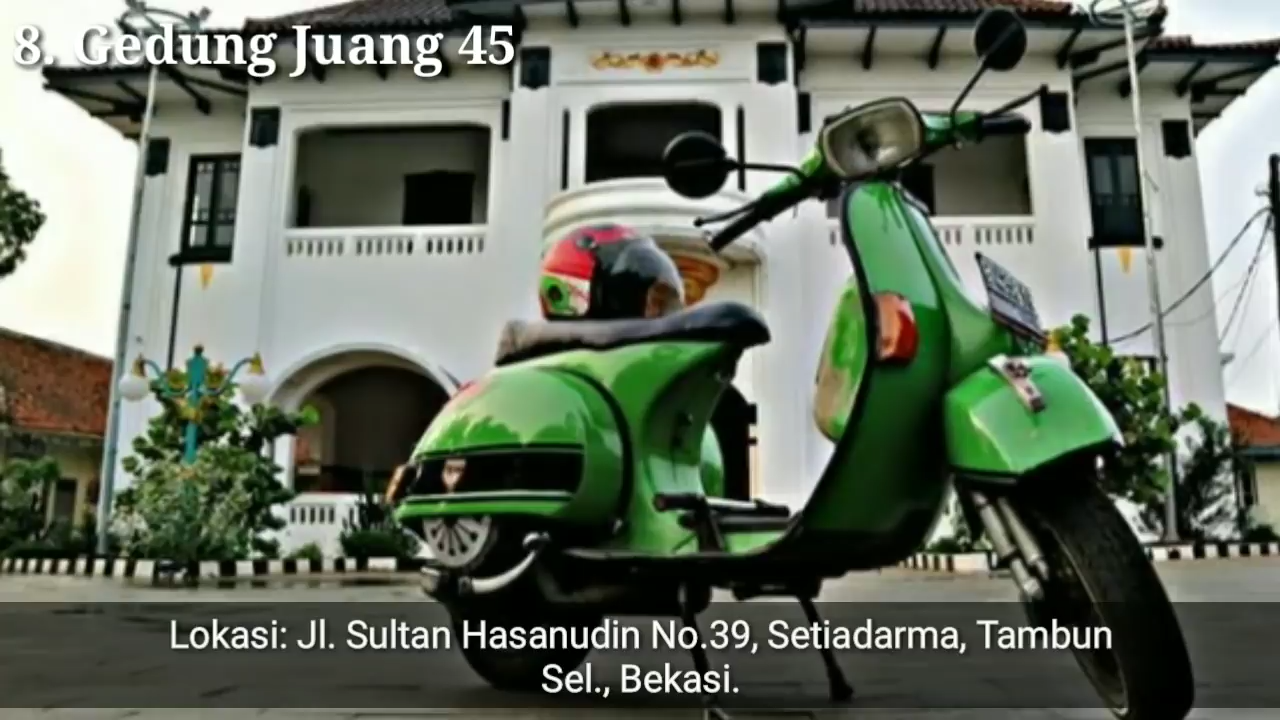 8. Gedung Juang 45
Lokasi: Jl. Sultan Hasanudin No.39, Setiadarma, Tambun
Sel., Bekasi.